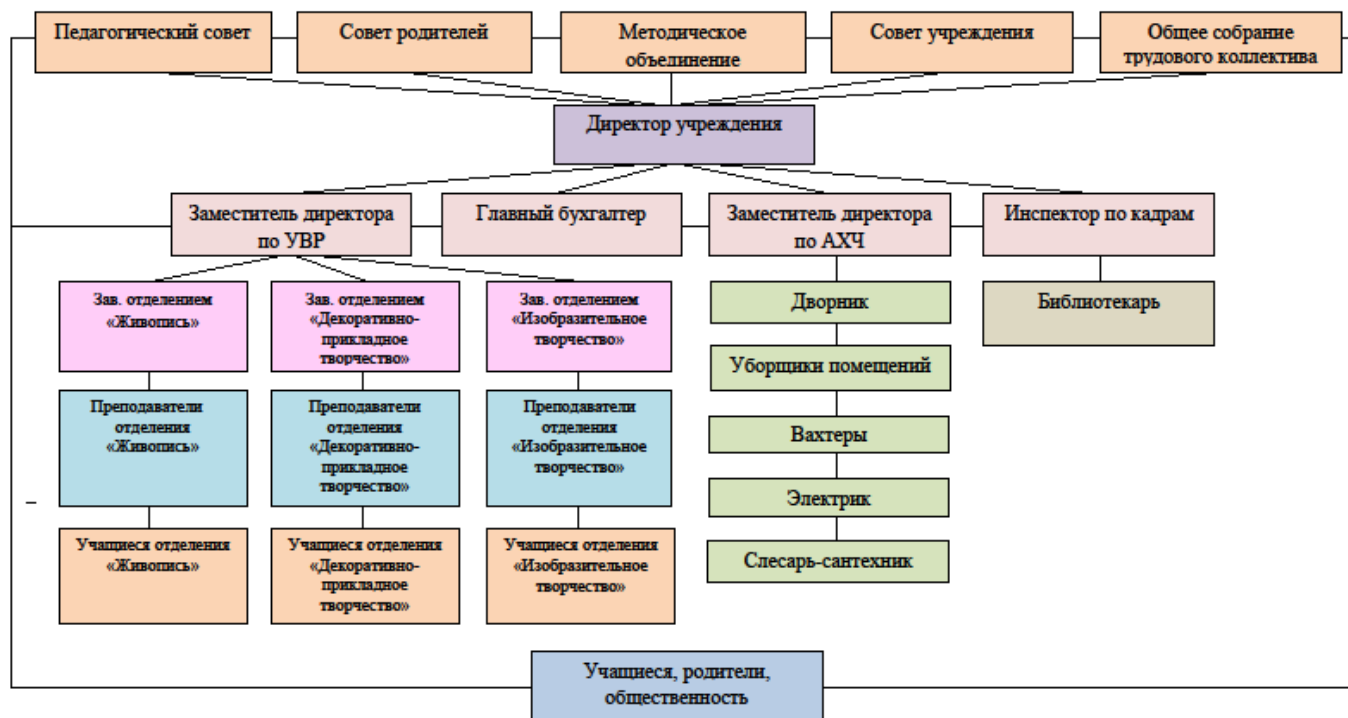 Педагогический совет
Совет родителей
Методическое
объединение
Совет учреждения
Общее собрание
трудового коллектива
Директор учреждения
Заместитель директора
по УВР
Главный бухгалтер
Заместитель директора
по АХЧ
Инспектор по кадрам
Зав. отделением
«Живопись»
Зав. отделением
«Декоративно-
прикладное
творчество»
Зав. отделением
«Изобразительное
творчество»
Дворник
Библиотекарь
Уборщики помещений
Преподаватели
отделения
«Живопись»
Преподаватели
отделения
«Декоративно-
прикладное
творчество»
Преподаватели
отделения
«Изобразительное
творчество»
Вахтеры
Электрик
Учащиеся отделения
«Живопись»
Учащиеся отделения
«Декоративно-
прикладное
творчество»
Учащиеся отделения
«Изобразительное
творчество»
Слесарь-сантехник
Учащиеся, родители,
общественность